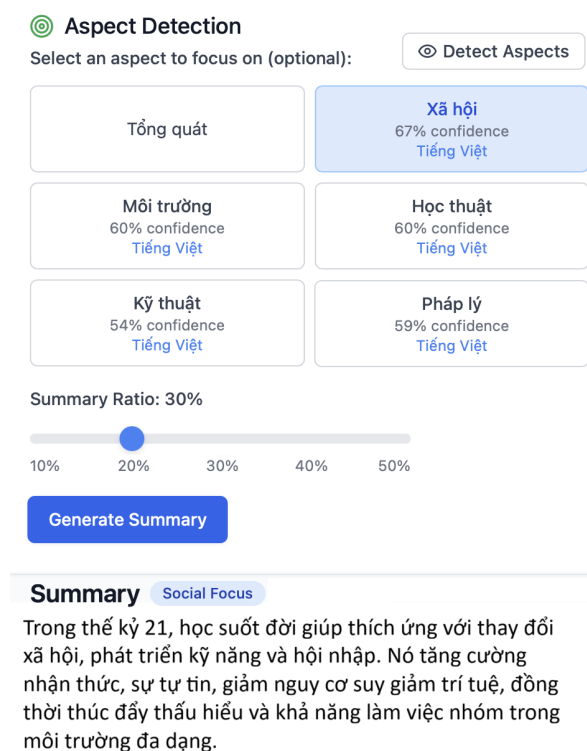 Aspect Detection
Select an aspect to focus on (optional):
Detect Aspects
Tổng quát
Xã hội
67% confidence
Tiếng Việt
Môi trường
60% confidence
Tiếng Việt
Học thuật
60% confidence
Tiếng Việt
Kỹ thuật
54% confidence
Tiếng Việt
Pháp lý
59% confidence
Tiếng Việt
Summary Ratio: 30%
10% 20% 30% 40% 50%
Generate Summary
Summary Social Focus
Trong thế kỷ 21, học suốt đời giúp thích ứng với thay đổi
xã hội, phát triển kỹ năng và hội nhập. Nó tăng cường
nhận thức, sự tự tin, giảm nguy cơ suy giảm trí tuệ, đồng
thời thúc đẩy thấu hiểu và khả năng làm việc nhóm trong
môi trường đa dạng.